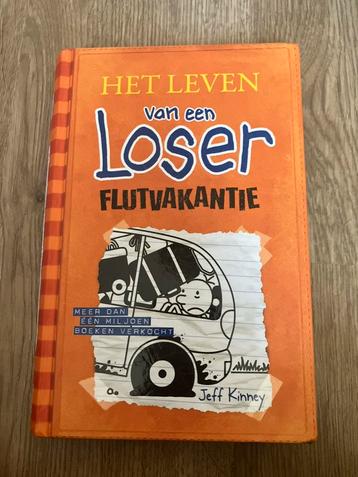 HET LEVEN
van een
Loser
FLUTVAKANTIE
MEER DAN
ÉÉN MILJOEN
BOEKEN VERKOCHT
Jeff Kinney